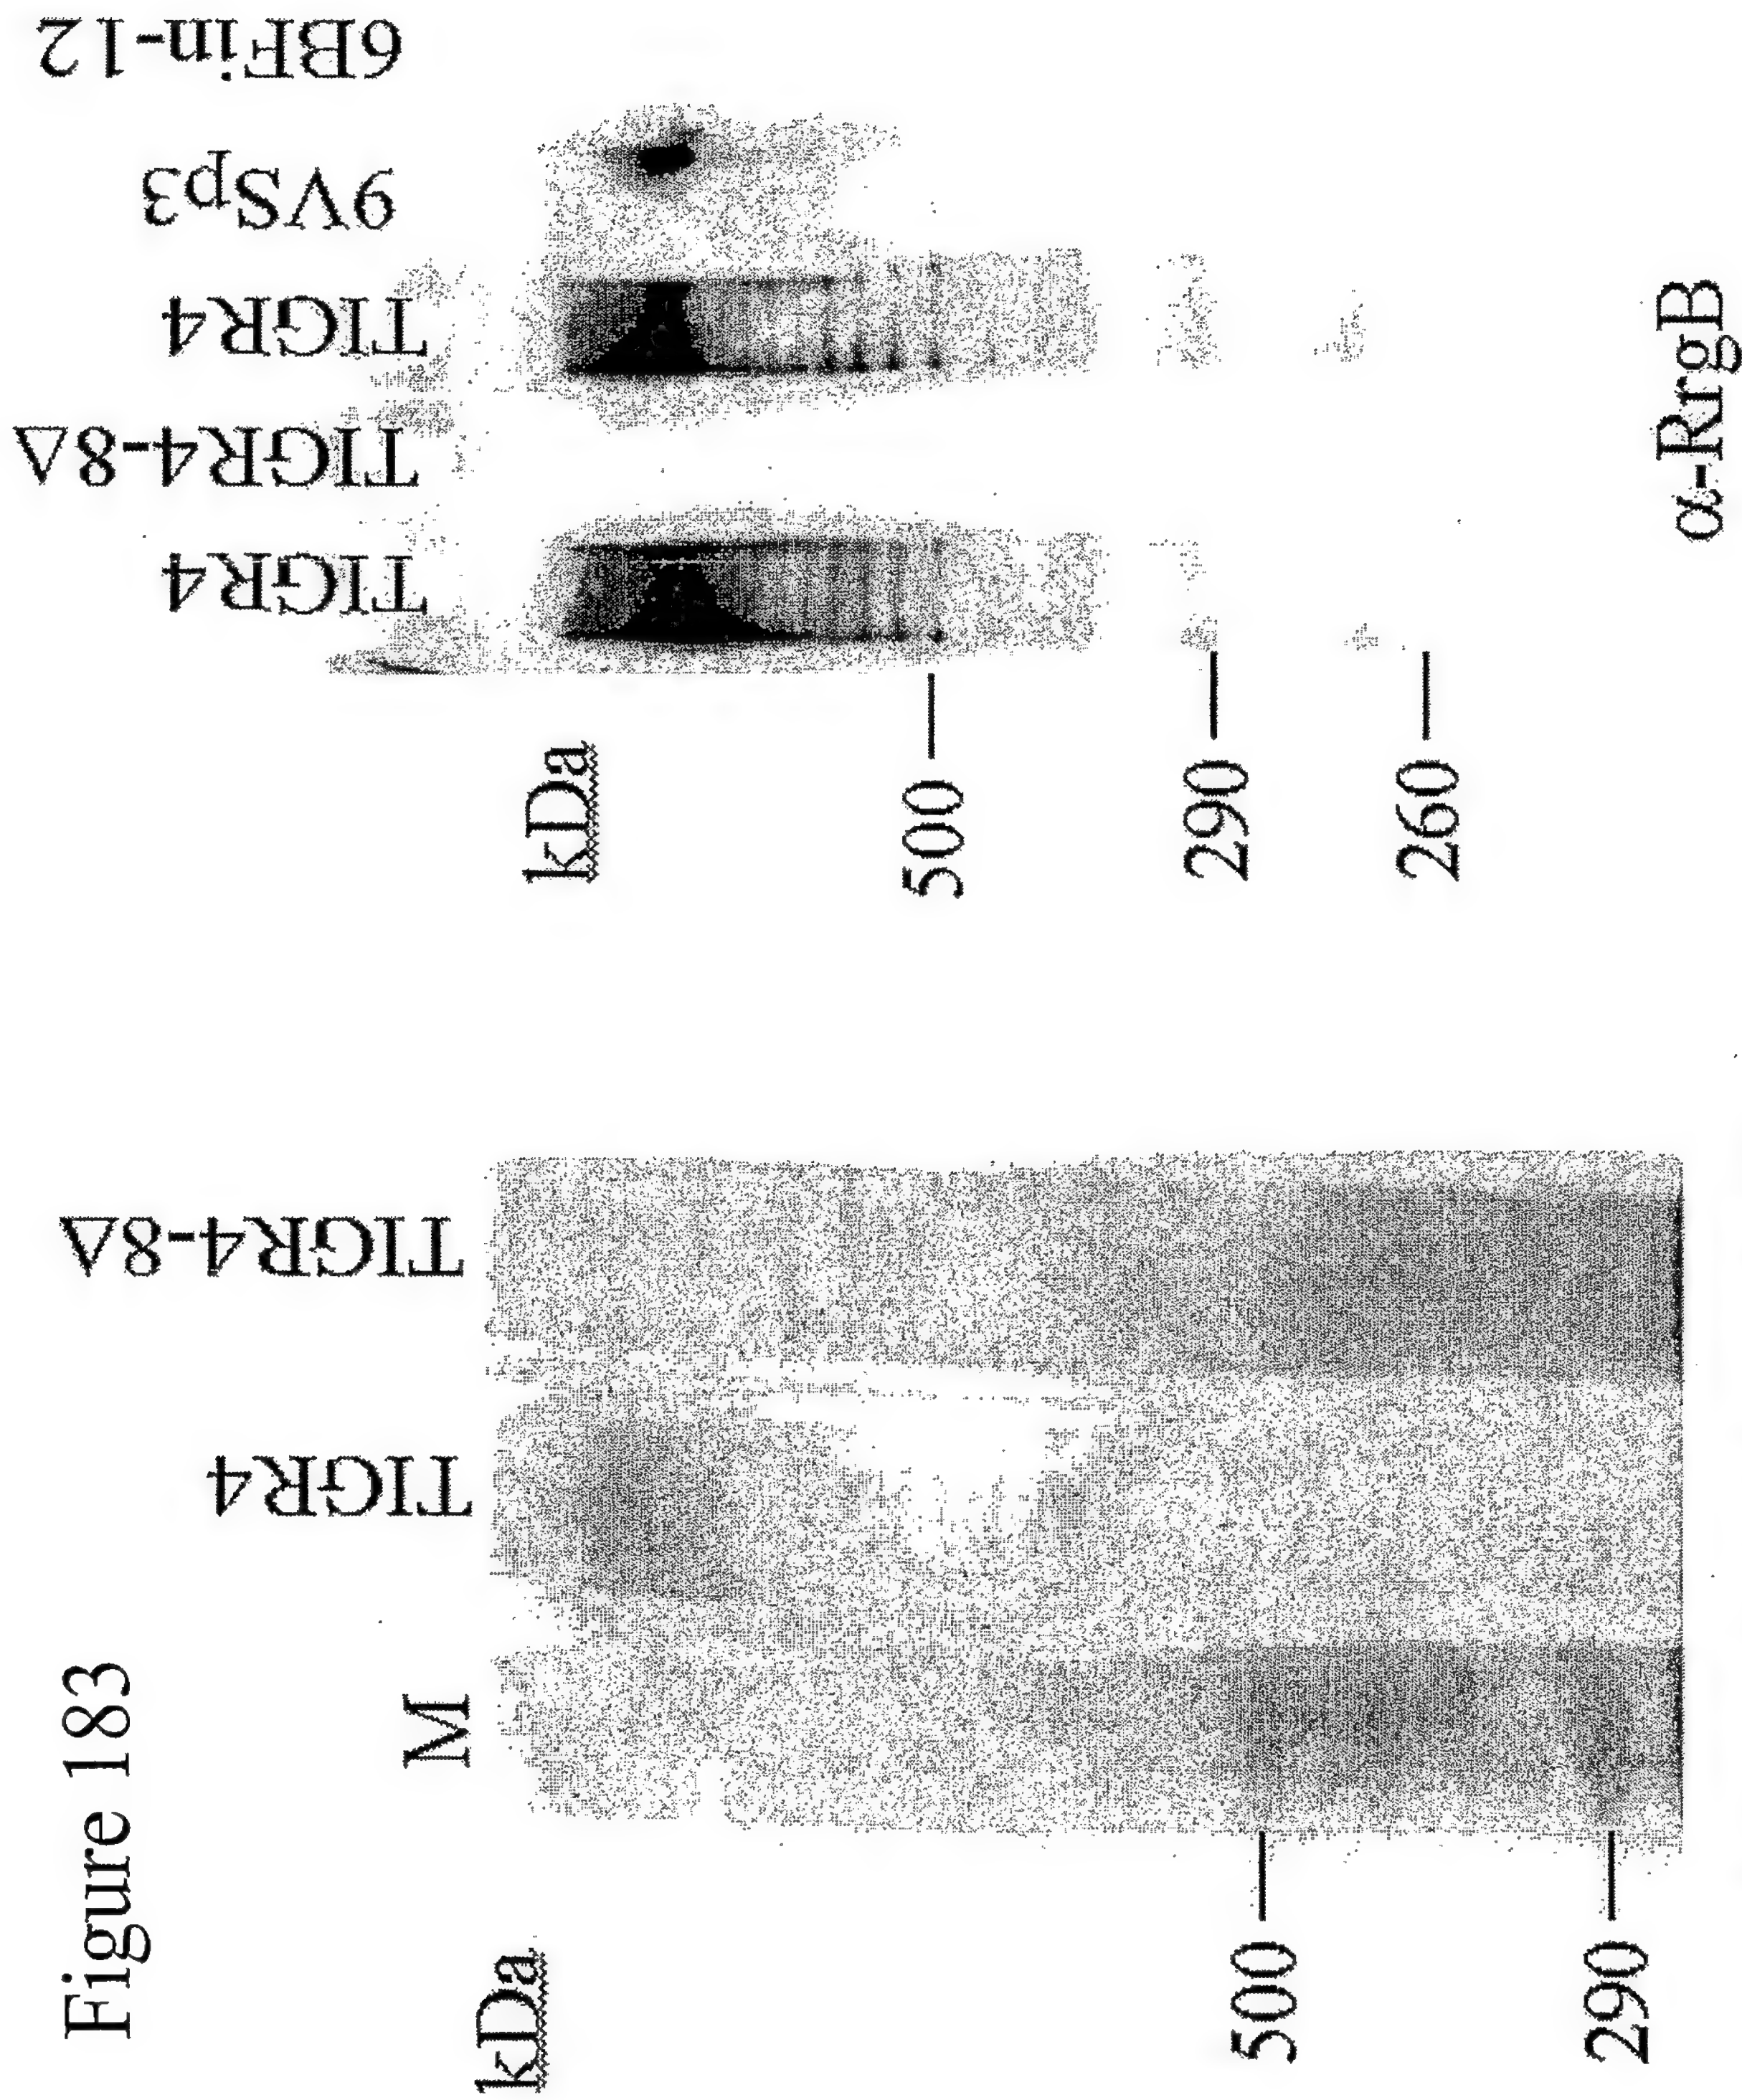 Figure 183
kDa
M
TIGR4
TIGR4-8Δ
500
290
kDa
TIGR4
TIGR4-8Δ
TIGR4
9VSp3
6BFin-12
500
290
260
α-RrgB